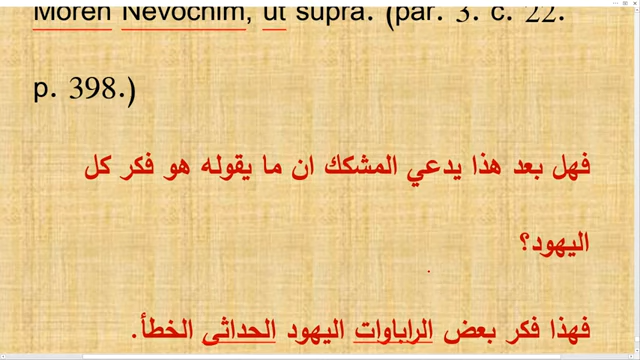 Moreh Nevochim, ut supra. (par. 3. c. 22.
p. 398.)
فهل بعد هذا يدعي المشكك ان ما يقوله هو فكر كل
اليهود؟
فهذا فكر بعض الراباوات اليهود الحداثى الخطأ.